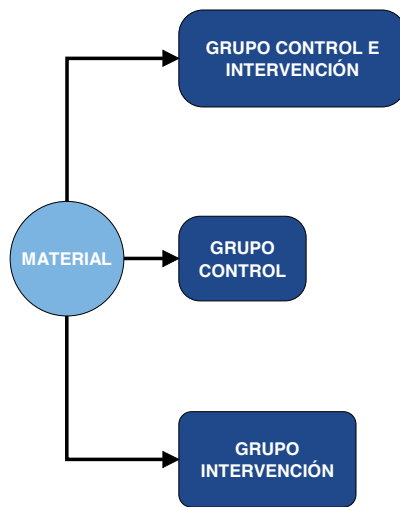 GRUPO CONTROL E
INTERVENCIÓN
MATERIAL
GRUPO
CONTROL
GRUPO
INTERVENCIÓN